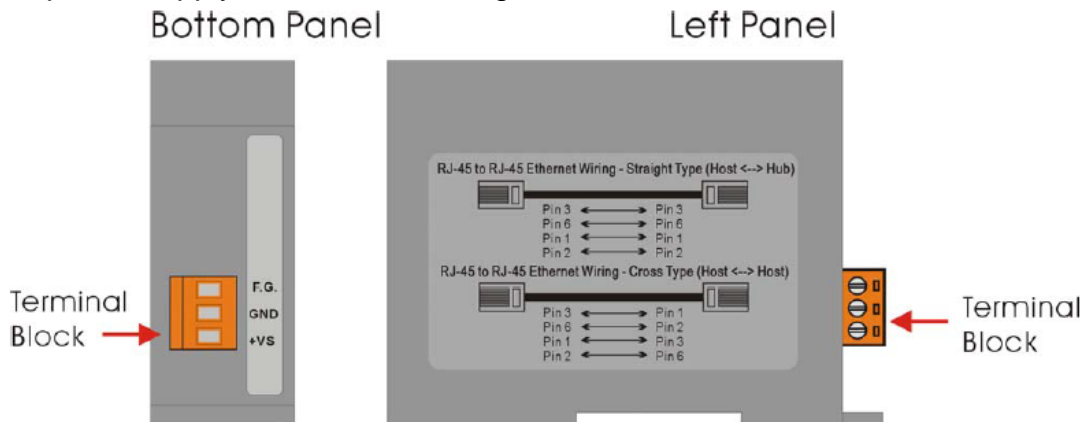 Bottom Panel
Left Panel
RJ-45 to RJ-45 Ethernet Wiring - Straight Type (Host <--> Hub)
Pin 3 Pin 3
Pin 6 Pin 6
Pin 1 Pin 1
Pin 2 Pin 2
RJ-45 to RJ-45 Ethernet Wiring - Cross Type (Host <--> Host)
Pin 3 Pin 1
Pin 6 Pin 2
Pin 1 Pin 3
Pin 2 Pin 6
Terminal
Block
F.G.
GND
+VS
Terminal
Block